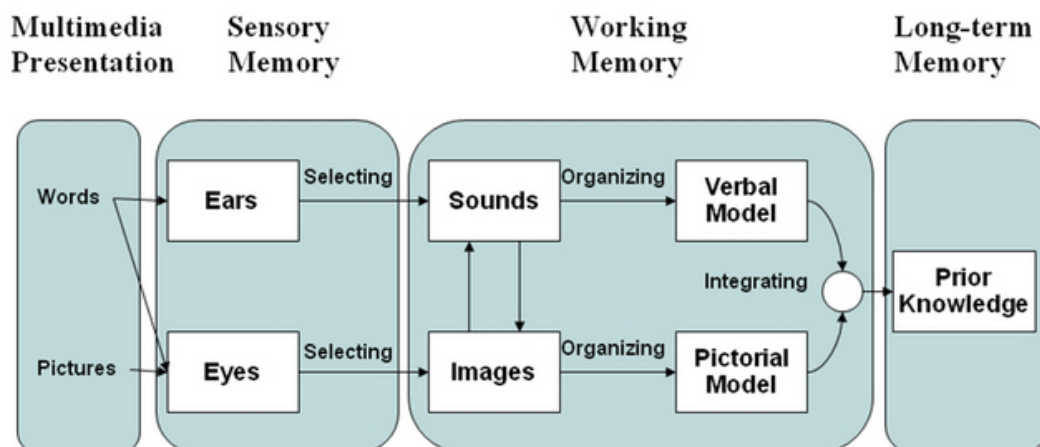 Multimedia
Presentation
Sensory
Memory
Working
Memory
Long-term
Memory
Words
Ears
Selecting
Sounds
Organizing
Verbal
Model
Integrating
Prior
Knowledge
Pictures
Eyes
Selecting
Images
Organizing
Pictorial
Model